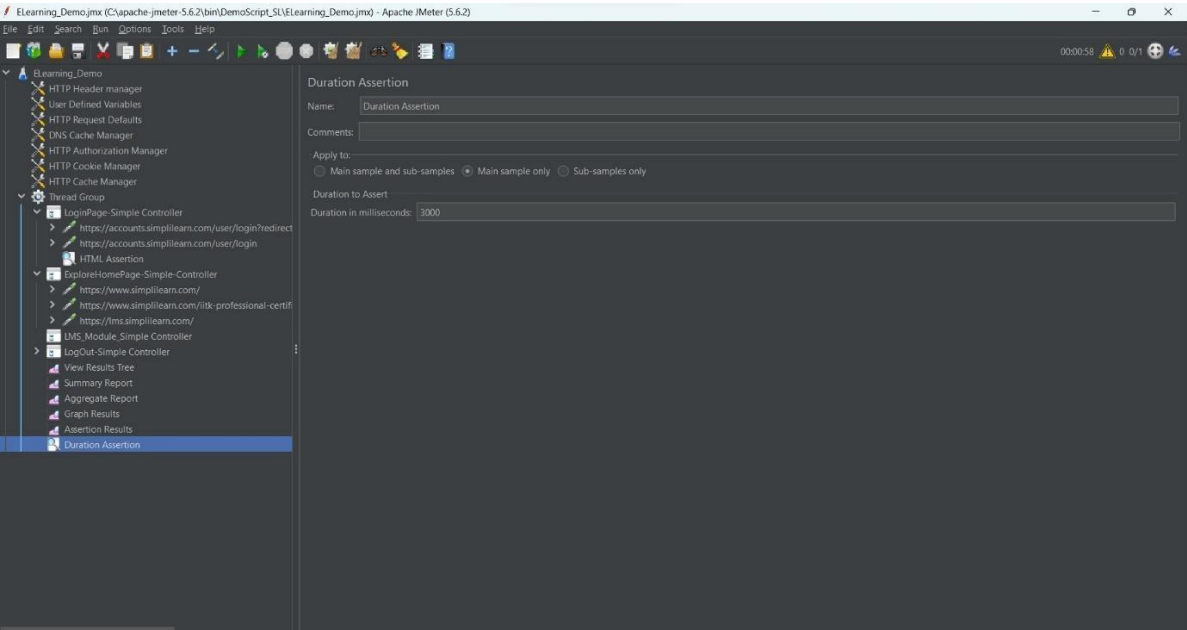 ELearning_Demo.jmx (C:\apache-jmeter-5.6.2\bin\DemoScript_SL\ELearning_Demo.jmx) - Apache JMeter (5.6.2)
File Edit Search Run Options Tools Help
00:00:58 0 0/1
ELearning_Demo
HTTP Header manager
User Defined Variables
HTTP Request Defaults
DNS Cache Manager
HTTP Authorization Manager
HTTP Cookie Manager
HTTP Cache Manager
Thread Group
LoginPage-Simple Controller
https://accounts.simplilearn.com/user/login?redirect
https://accounts.simplilearn.com/user/login
HTML Assertion
ExploreHomePage-Simple-Controller
https://www.simplilearn.com/
https://www.simplilearn.com/iitk-professional-certifi
https://lms.simplilearn.com/
LMS_Module_Simple Controller
LogOut-Simple Controller
View Results Tree
Summary Report
Aggregate Report
Graph Results
Assertion Results
Duration Assertion
Duration Assertion
Name: Duration Assertion
Comments:
Apply to:
Main sample and sub-samples Main sample only Sub-samples only
Duration to Assert
Duration in milliseconds: 3000